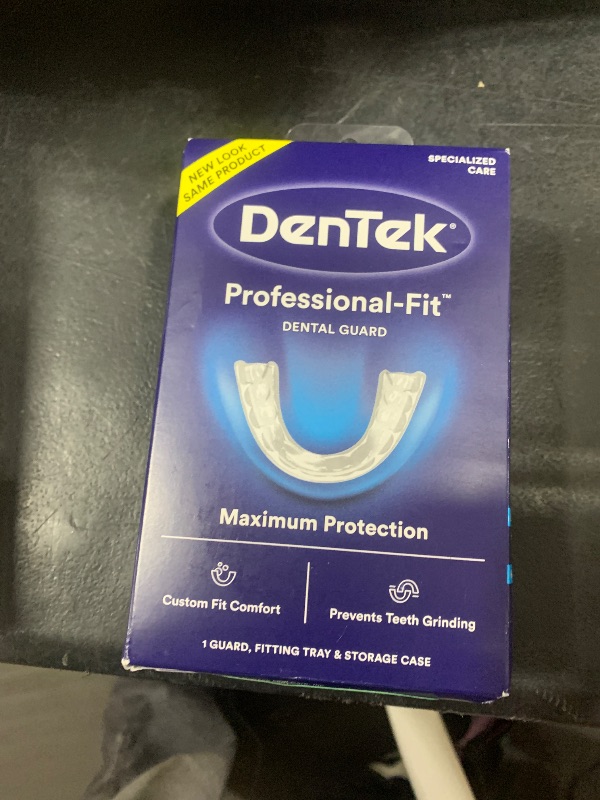 NEW LOOK
SAME PRODUCT
SPECIALIZED
CARE
DenTek®
Professional-Fit™
DENTAL GUARD
Maximum Protection
Custom Fit Comfort
Prevents Teeth Grinding
1 GUARD, FITTING TRAY & STORAGE CASE